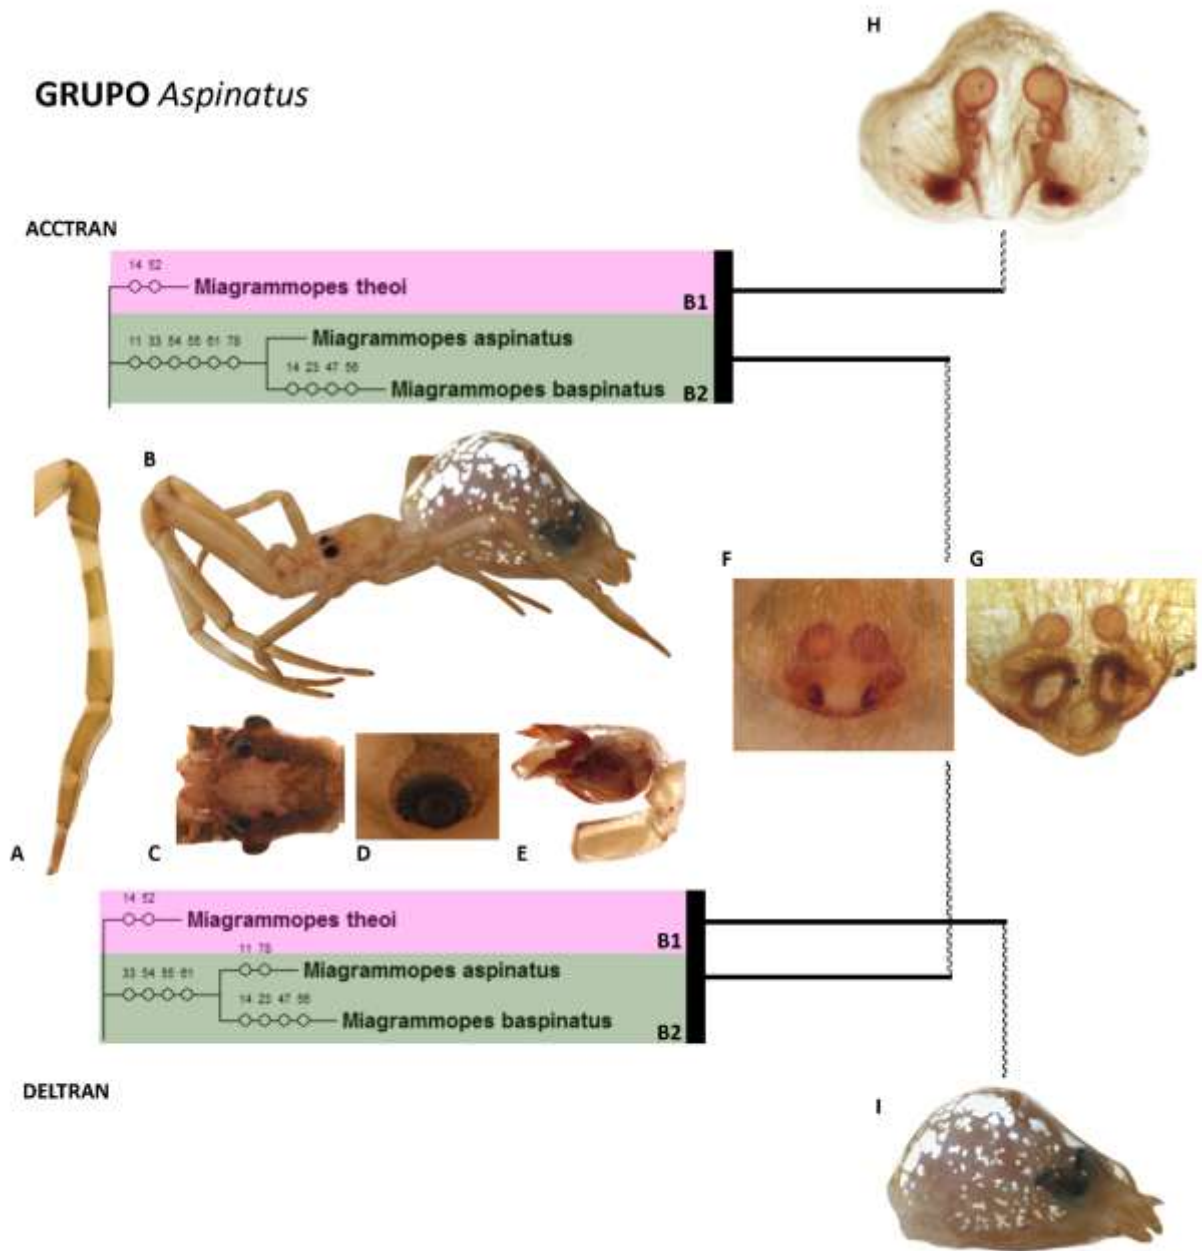 H
GRUPO Aspinatus
ACCTRAN
14 52
Miagrammopes theoi
B1
11 33 54 55 61 78
Miagrammopes aspinatus
14 23 47 56
Miagrammopes baspinatus
B2
B
F
G
A
C
D
E
14 52
Miagrammopes theoi
B1
11 78
33 54 55 61
Miagrammopes aspinatus
14 23 47 56
Miagrammopes baspinatus
B2
DELTRAN
I